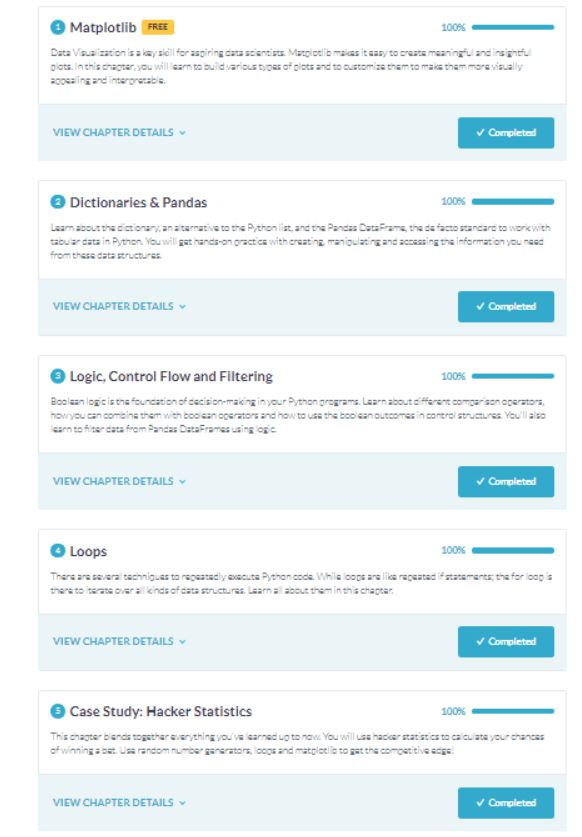 1 Matplotlib FREE 100%
Data Visualization is a key skill for aspiring data scientists. Matplotlib makes it easy to create meaningful and insightful
plots. In this chapter, you will learn to build various types of plots and to customize them to make them more visually
appealing and interpretable.
VIEW CHAPTER DETAILS ✓ Completed
2 Dictionaries & Pandas 100%
Learn about the dictionary, an alternative to the Python list, and the Pandas DataFrame, the de facto standard to work with
tabular data in Python. You will get hands-on practice with creating, manipulating and accessing the information you need
from these data structures.
VIEW CHAPTER DETAILS ✓ Completed
3 Logic, Control Flow and Filtering 100%
Boolean logic is the foundation of decision-making in your Python programs. Learn about different comparison operators,
how you can combine them with boolean operators and how to use the boolean outcomes in control structures. You'll also
learn to filter data from Pandas DataFrames using logic.
VIEW CHAPTER DETAILS ✓ Completed
4 Loops 100%
There are several techniques to repeatedly execute Python code. While loops are like repeated if statements; the for loop is
there to iterate over all kinds of data structures. Learn all about them in this chapter.
VIEW CHAPTER DETAILS ✓ Completed
5 Case Study: Hacker Statistics 100%
This chapter blends together everything you've learned up to now. You will use hacker statistics to calculate your chances
of winning a bet. Use random number generators, loops and matplotlib to get the competitive edge!
VIEW CHAPTER DETAILS ✓ Completed